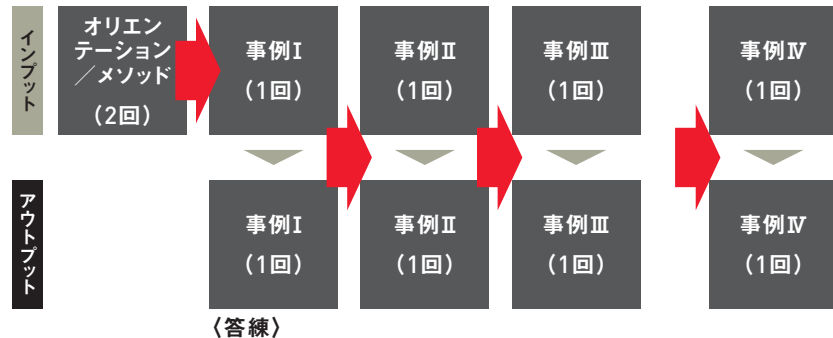 インプット
オリエン
テーション
／メソッド
（2回）
事例Ⅰ
（1回）
事例Ⅱ
（1回）
事例Ⅲ
（1回）
事例Ⅳ
（1回）
アウトプット
事例Ⅰ
（1回）
事例Ⅱ
（1回）
事例Ⅲ
（1回）
事例Ⅳ
（1回）
〈答練〉